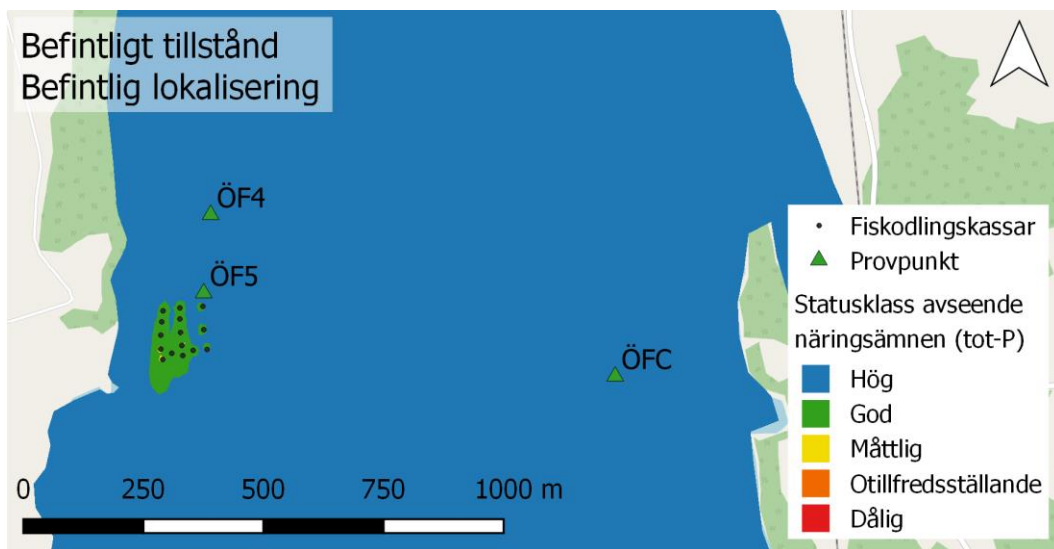 Befintligt tillstånd
Befintlig lokalisering
ÖF4
ÖF5
ÖFC
0 250 500 750 1000 m
Fiskodlingskassar
Provpunkt
Statusklass avseende
näringsämnen (tot-P)
Hög
God
Måttlig
Otillfredsställande
Dålig